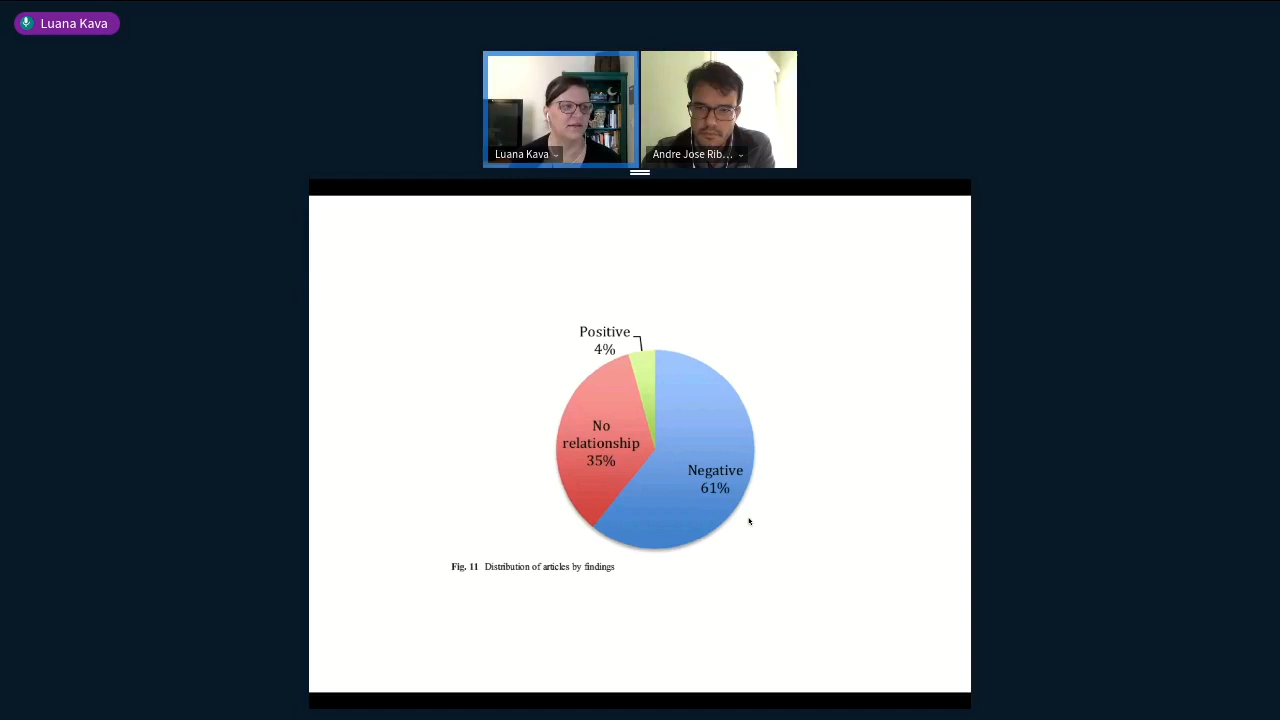 Luana Kava
Luana Kava
Andre Jose Rib...
Positive
4%
No
relationship
35%
Negative
61%
Fig. 11 Distribution of articles by findings